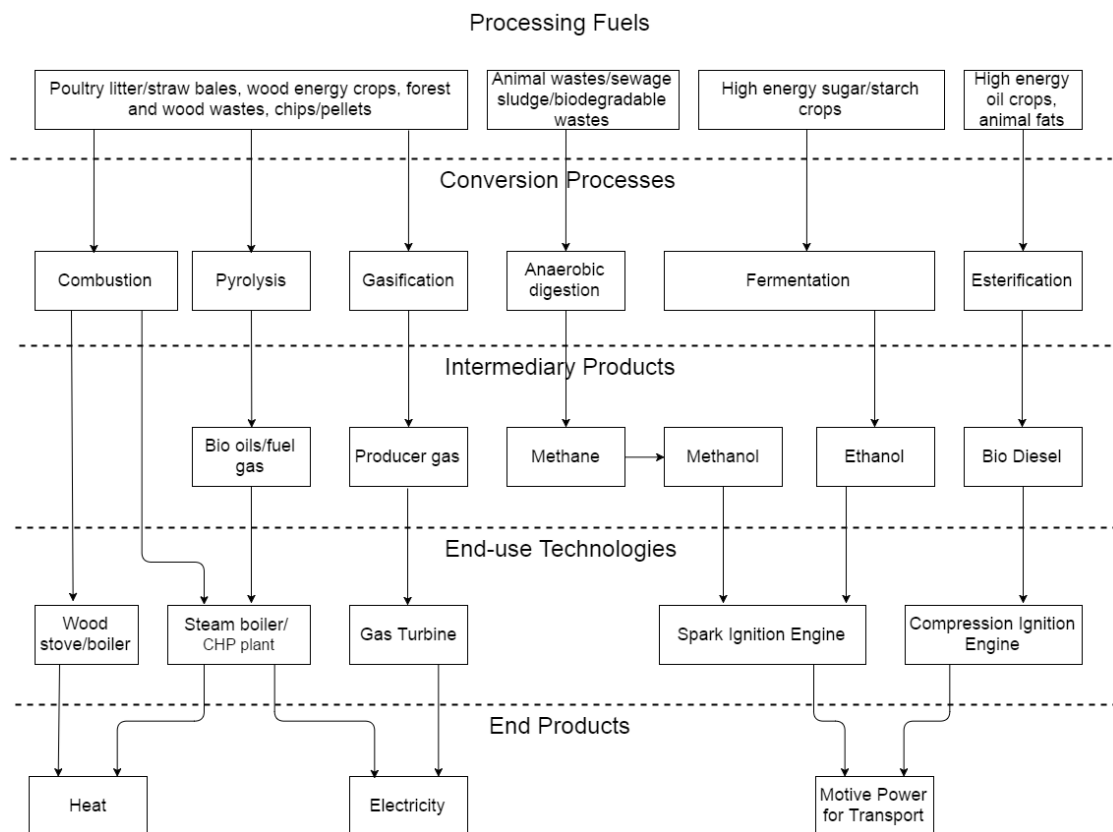 Processing Fuels
Poultry litter/straw bales, wood energy crops, forest
and wood wastes, chips/pellets
Animal wastes/sewage
sludge/biodegradable
wastes
High energy sugar/starch
crops
High energy
oil crops,
animal fats
Conversion Processes
Combustion
Pyrolysis
Gasification
Anaerobic
digestion
Fermentation
Esterification
Intermediary Products
Bio oils/fuel
gas
Producer gas
Methane
Methanol
Ethanol
Bio Diesel
End-use Technologies
Wood
stove/boiler
Steam boiler/
CHP plant
Gas Turbine
Spark Ignition Engine
Compression Ignition
Engine
End Products
Heat
Electricity
Motive Power
for Transport